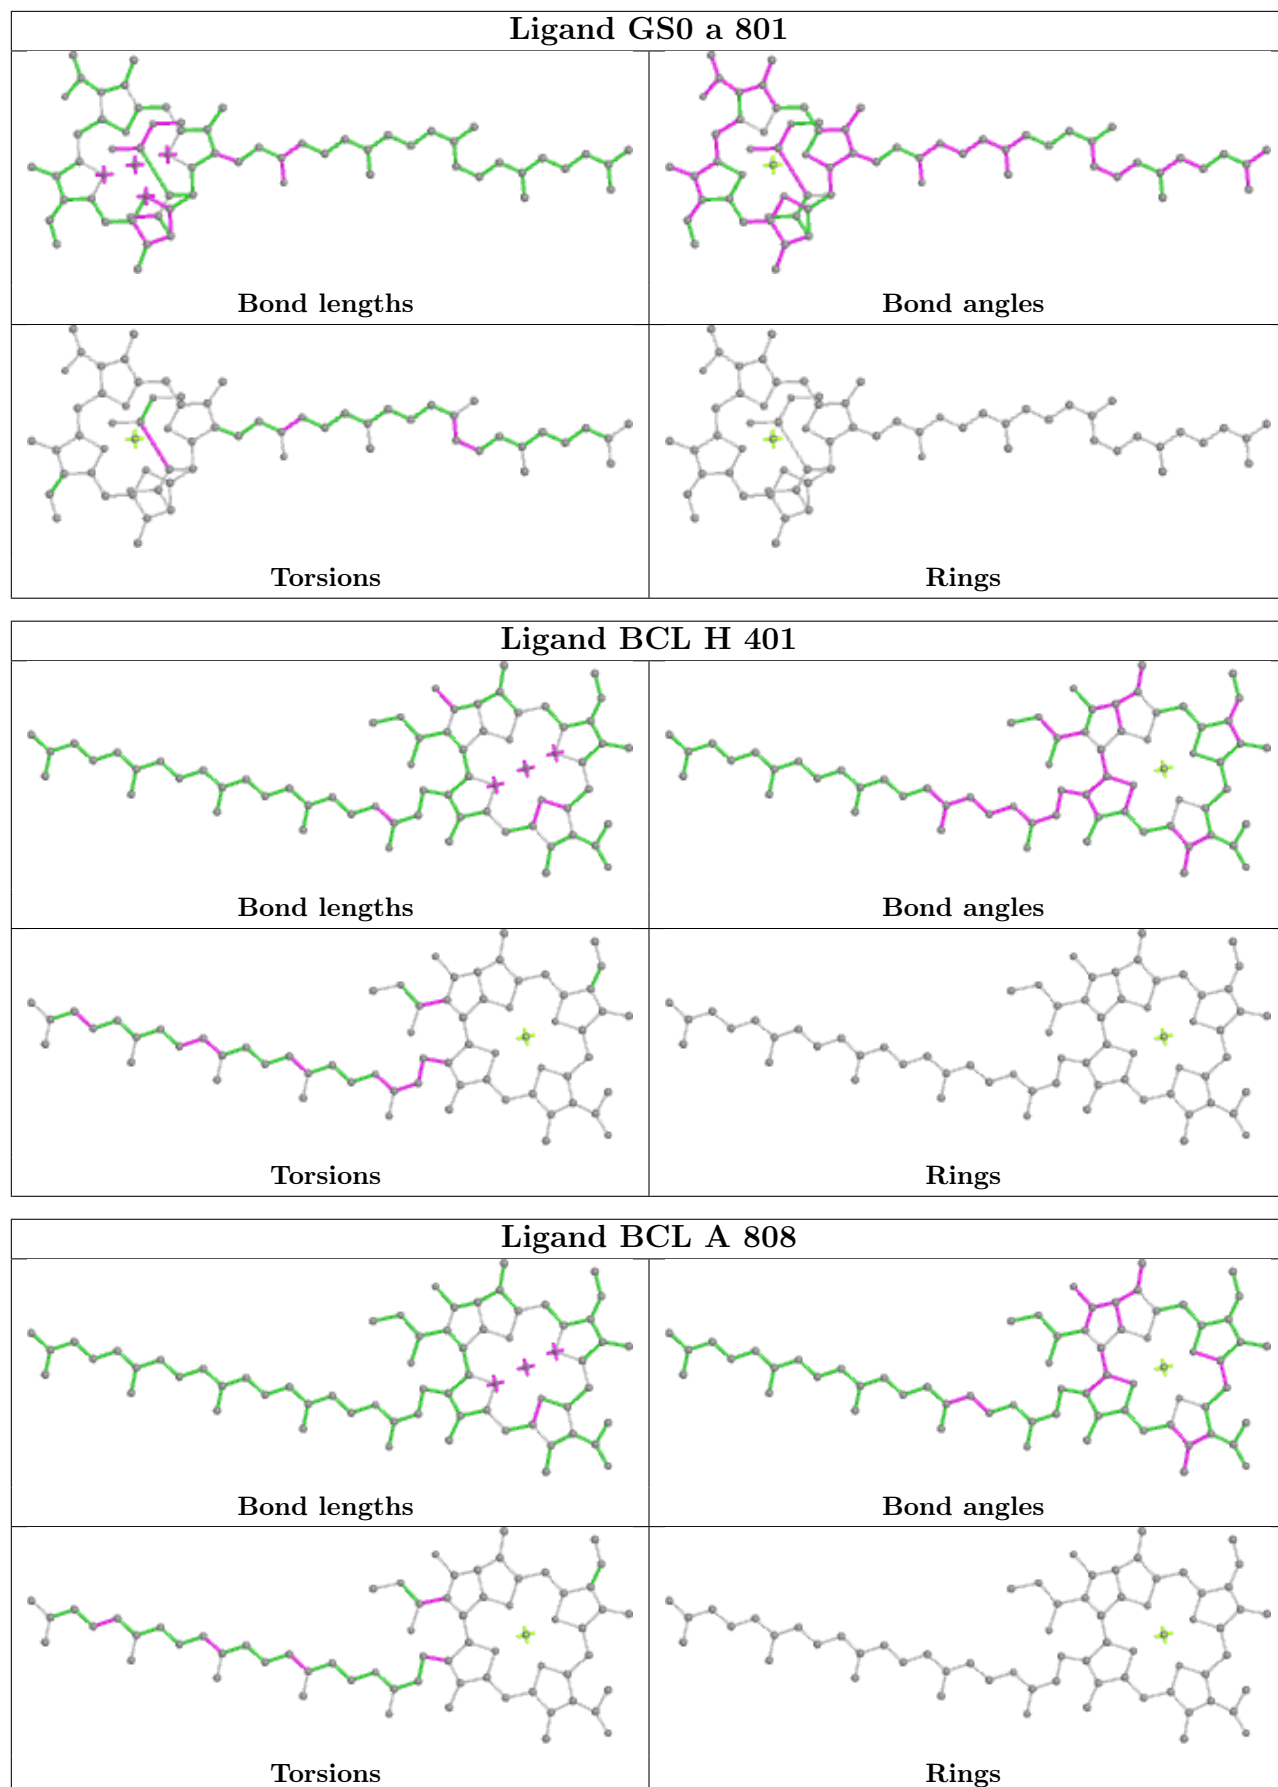 Ligand GS0 a 801
Bond lengths
Bond angles
Torsions
Rings
Ligand BCL H 401
Bond lengths
Bond angles
Torsions
Rings
Ligand BCL A 808
Bond lengths
Bond angles
Torsions
Rings